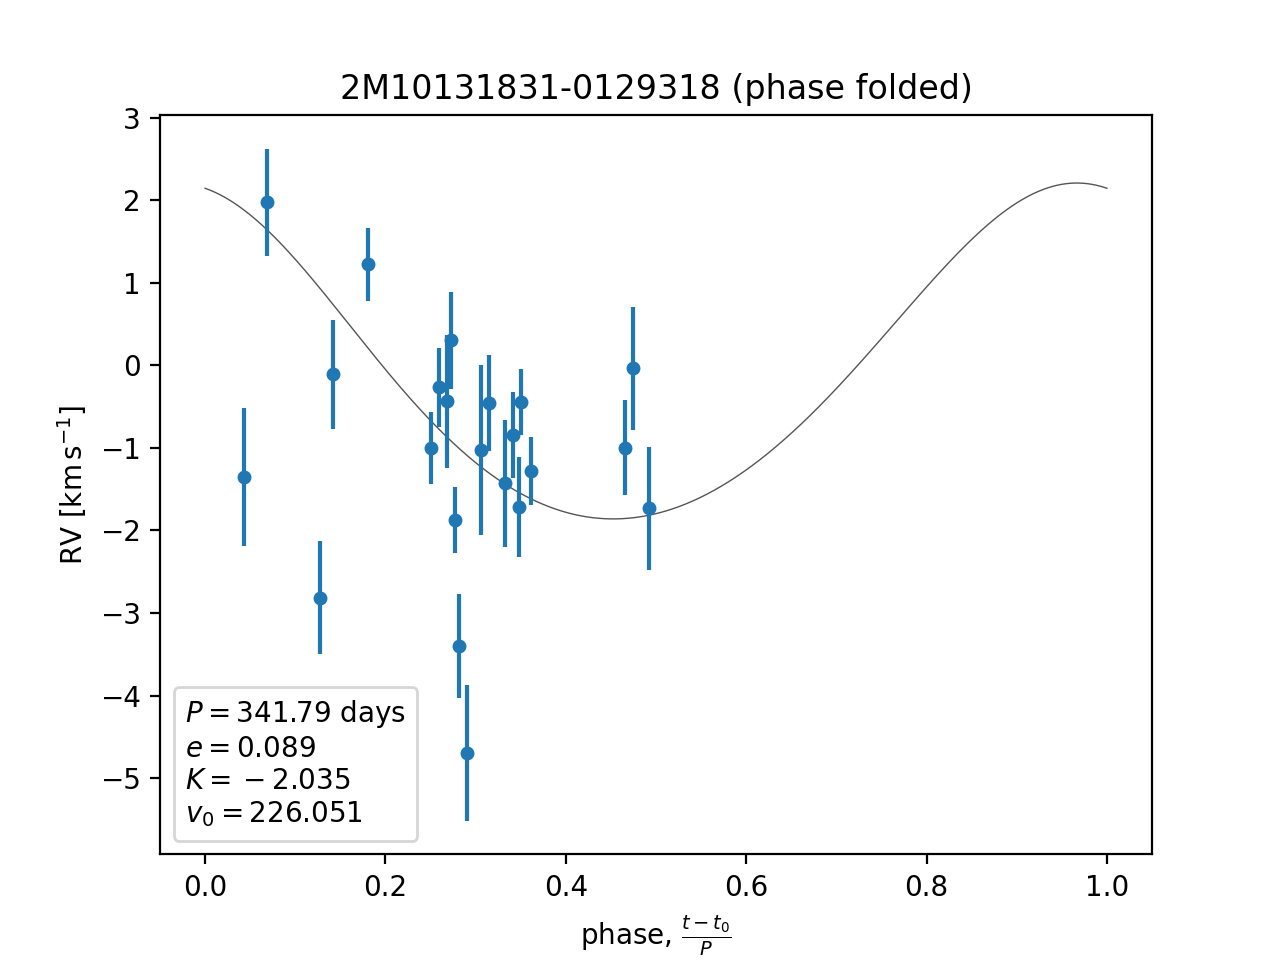 2M10131831-0129318 (phase folded)
3
2
1
0
−1
−2
−3
−4
−5
RV [km s⁻¹]
P = 341.79 days
e = 0.089
K = −2.035
v₀ = 226.051
0.0 0.2 0.4 0.6 0.8 1.0
phase, (t − t₀)/P